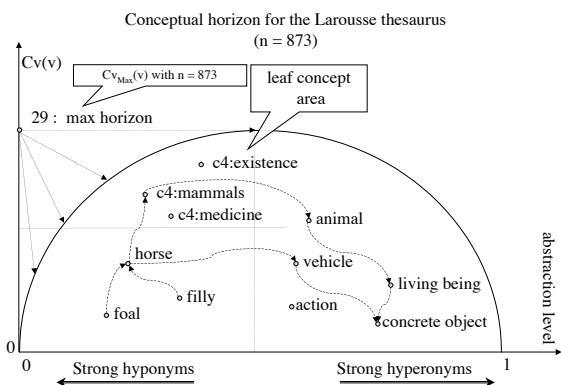 Conceptual horizon for the Larousse thesaurus
(n = 873)
Cv(v)
CvMax(v) with n = 873
leaf concept
area
29 : max horizon
c4:existence
c4:mammals
c4:medicine
animal
horse
vehicle
living being
filly
action
foal
concrete object
abstraction level
0
0
1
Strong hyponyms
Strong hyperonyms